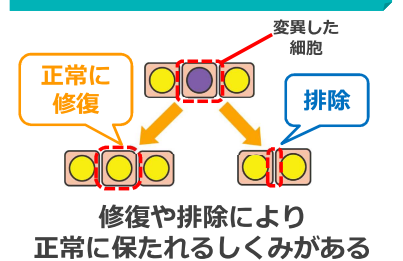 変異した
細胞
正常に
修復
排除
修復や排除により
正常に保たれるしくみがある